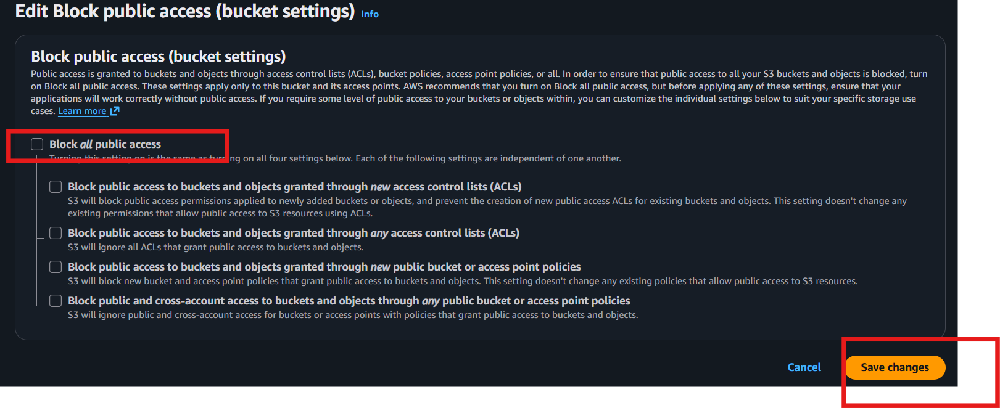 Edit Block public access (bucket settings) Info
Block public access (bucket settings)
Public access is granted to buckets and objects through access control lists (ACLs), bucket policies, access point policies, or all. In order to ensure that public access to all your S3 buckets and objects is blocked, turn
on Block all public access. These settings apply only to this bucket and its access points. AWS recommends that you turn on Block all public access, but before applying any of these settings, ensure that your
applications will work correctly without public access. If you require some level of public access to your buckets or objects within, you can customize the individual settings below to suit your specific storage use
cases. Learn more
Block all public access
Turning this setting on is the same as turning on all four settings below. Each of the following settings are independent of one another.
Block public access to buckets and objects granted through new access control lists (ACLs)
S3 will block public access permissions applied to newly added buckets or objects, and prevent the creation of new public access ACLs for existing buckets and objects. This setting doesn't change any
existing permissions that allow public access to S3 resources using ACLs.
Block public access to buckets and objects granted through any access control lists (ACLs)
S3 will ignore all ACLs that grant public access to buckets and objects.
Block public access to buckets and objects granted through new public bucket or access point policies
S3 will block new bucket and access point policies that grant public access to buckets and objects. This setting doesn't change any existing policies that allow public access to S3 resources.
Block public and cross-account access to buckets and objects through any public bucket or access point policies
S3 will ignore public and cross-account access for buckets or access points with policies that grant public access to buckets and objects.
Cancel
Save changes